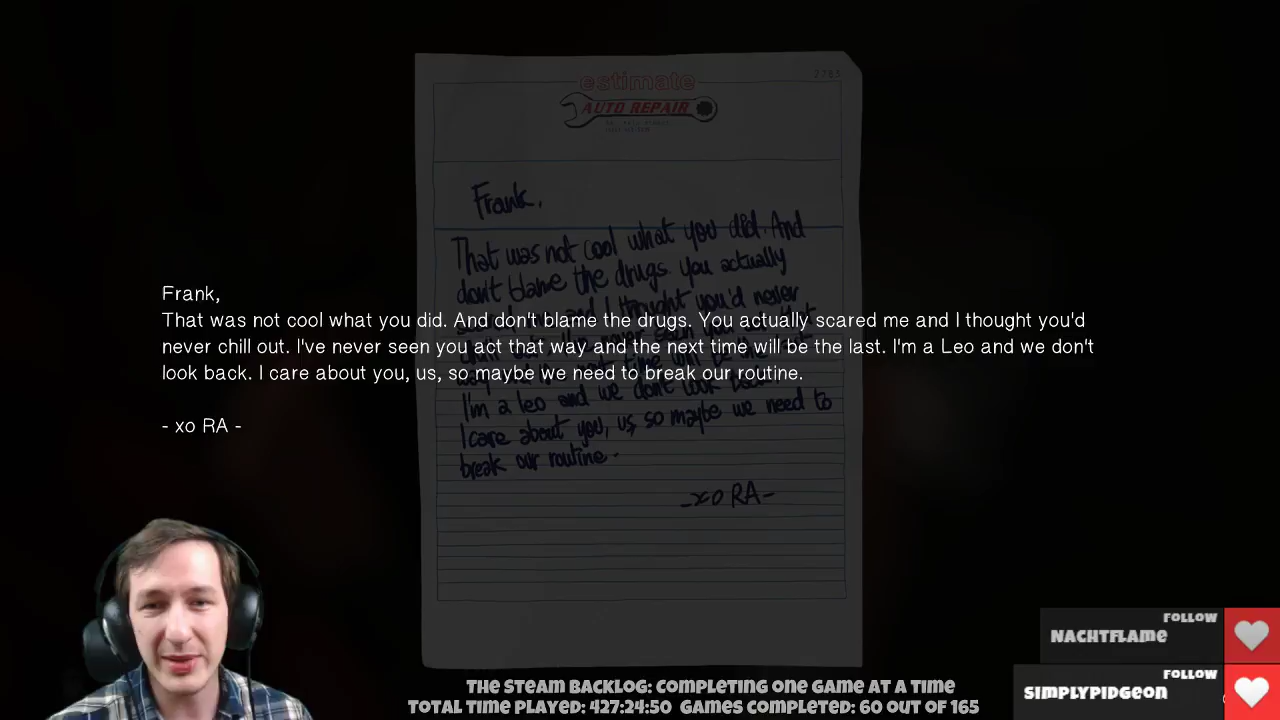 estimate
2785
AUTO REPAIR
Frank,
That was not cool what you did. And
don't blame the drugs. You actually
I thought you'd never
I'm a leo and we don't look back.
I care about you, us, so maybe we need to
break our routine.
-xo RA-
Frank,
That was not cool what you did. And don't blame the drugs. You actually scared me and I thought you'd
never chill out. I've never seen you act that way and the next time will be the last. I'm a Leo and we don't
look back. I care about you, us, so maybe we need to break our routine.
- xo RA -
FOLLOW
NACHTFLAME
FOLLOW
SIMPLYPIDGEON
THE STEAM BACKLOG: COMPLETING ONE GAME AT A TIME
TOTAL TIME PLAYED: 427:24:50 GAMES COMPLETED: 60 OUT OF 165